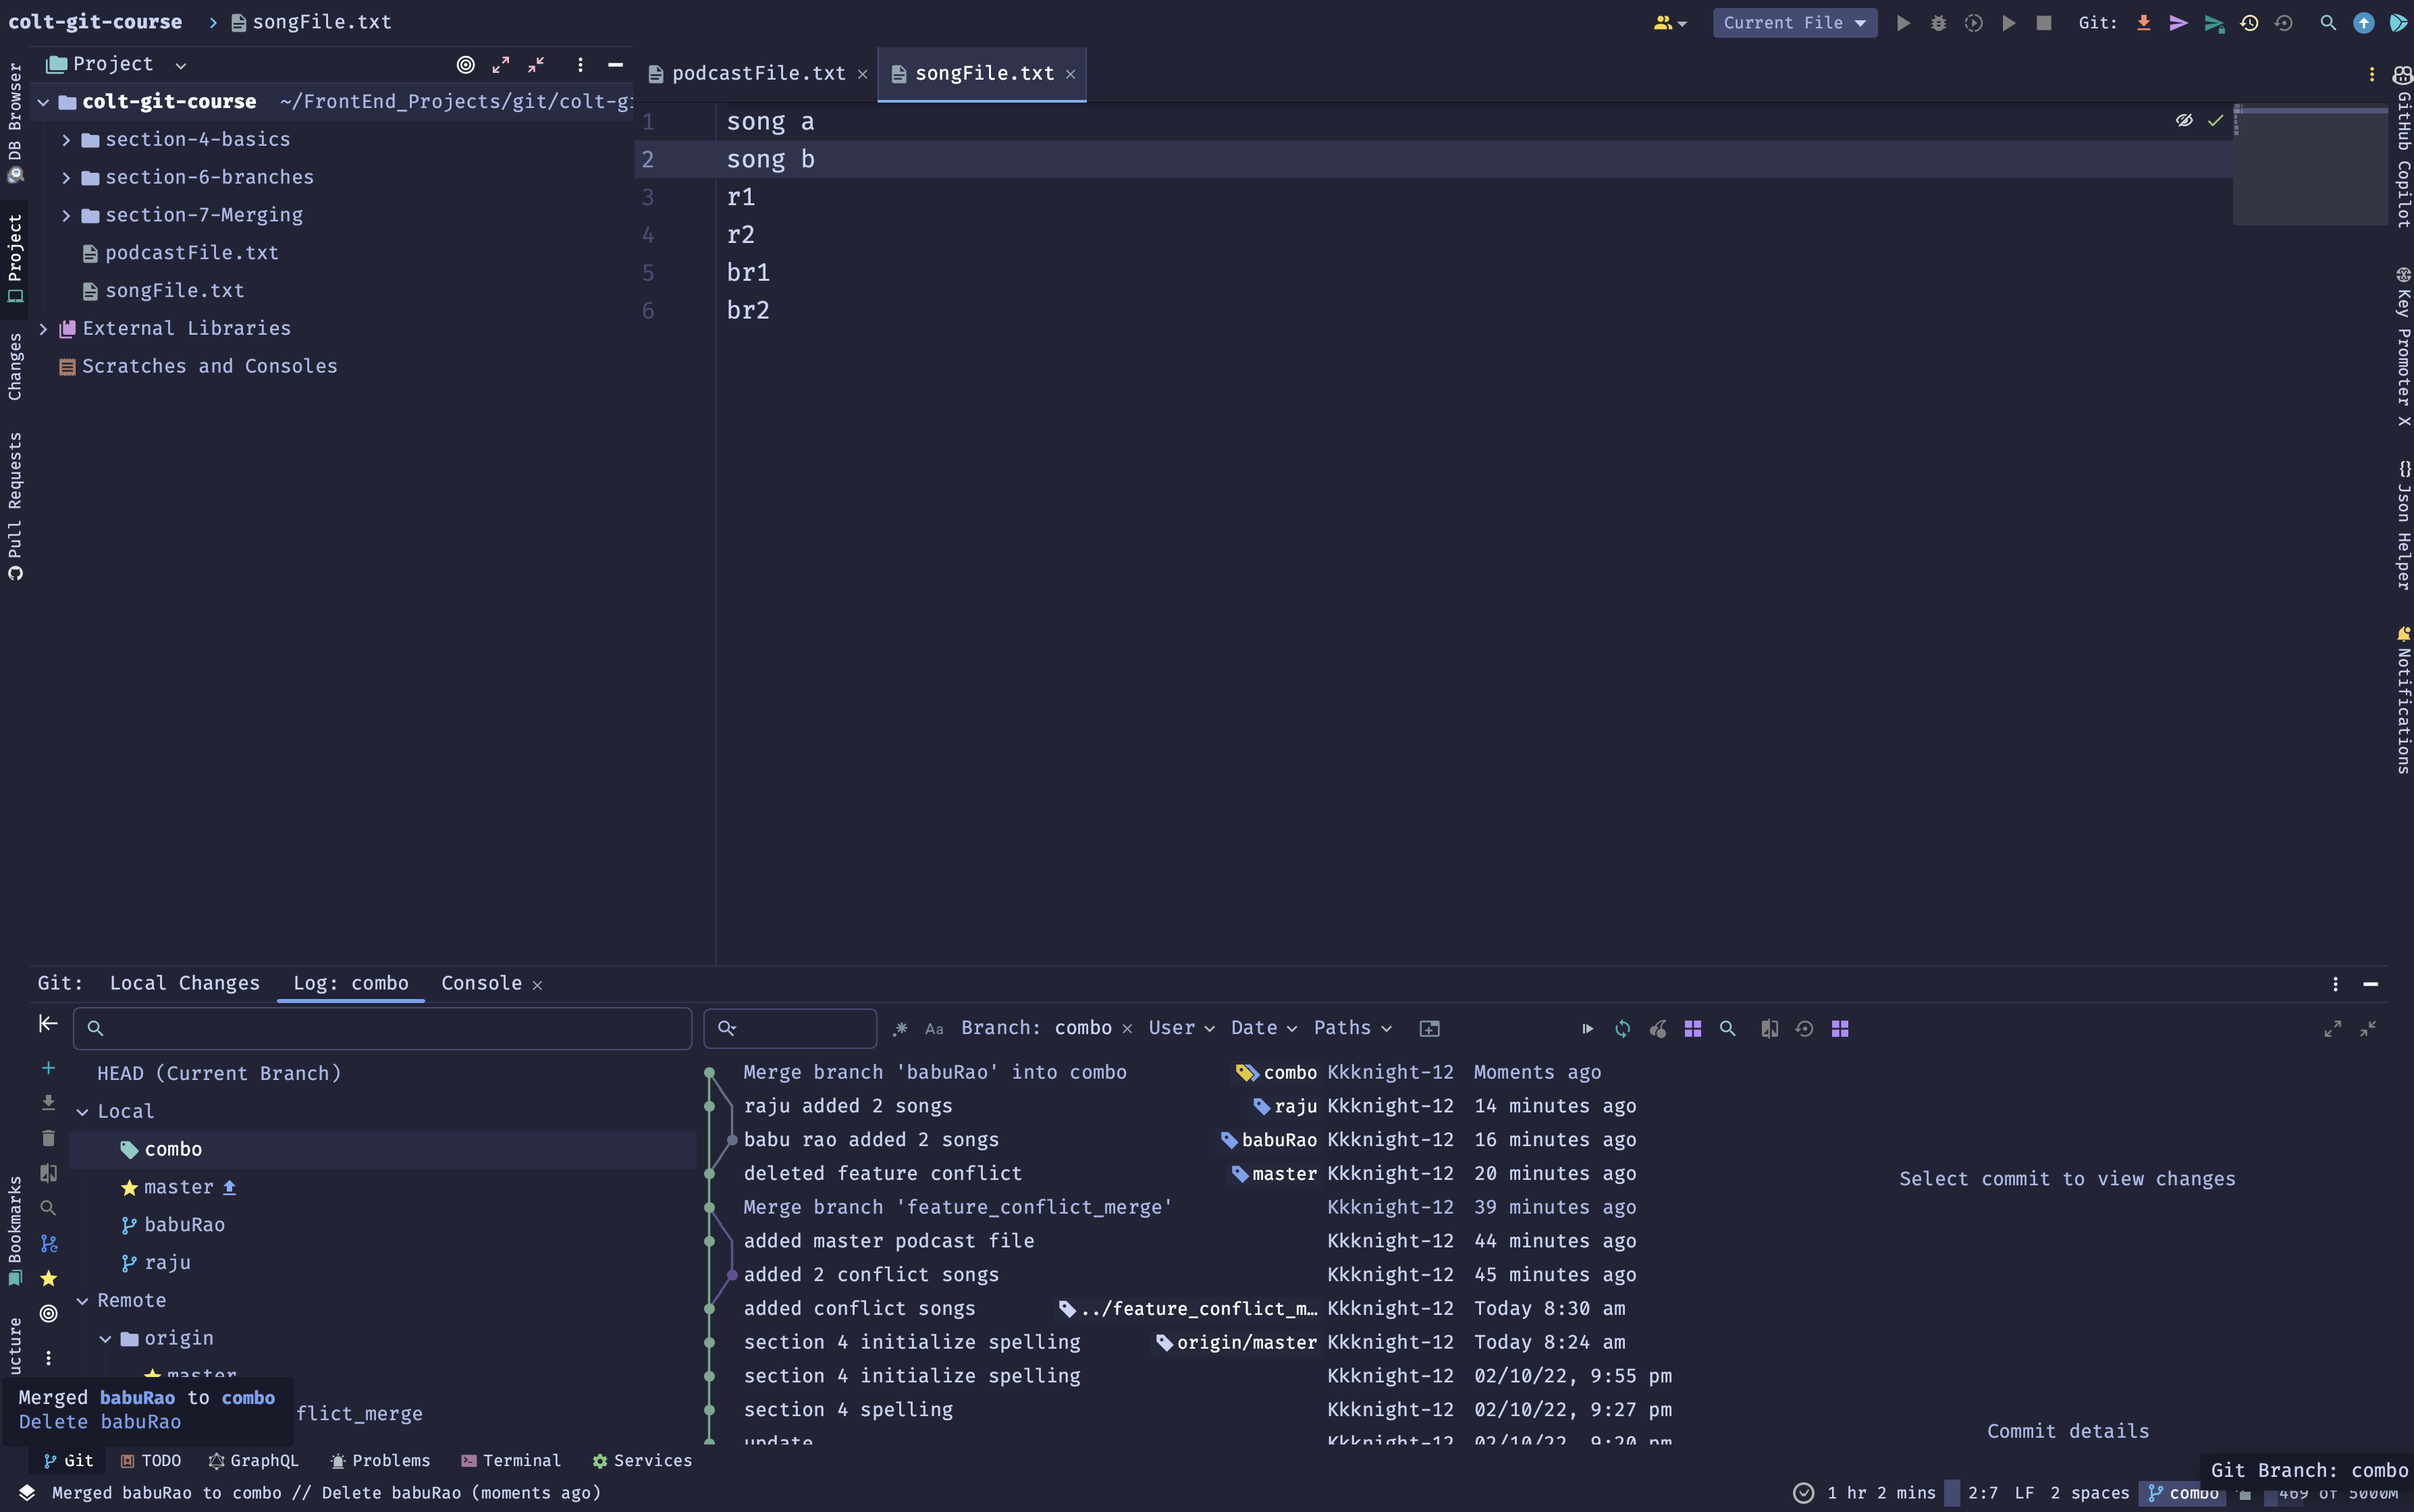 colt-git-course > songFile.txt
Current File
Git:
Project
colt-git-course ~/FrontEnd_Projects/git/colt-gi
section-4-basics
section-6-branches
section-7-Merging
podcastFile.txt
songFile.txt
External Libraries
Scratches and Consoles
DB Browser
Project
Changes
Pull Requests
Bookmarks
ucture
podcastFile.txt
songFile.txt
1 song a
2 song b
3 r1
4 r2
5 br1
6 br2
GitHub Copilot
Key Promoter X
{} Json Helper
Notifications
Git: Local Changes Log: combo Console
HEAD (Current Branch)
Local
combo
master
babuRao
raju
Remote
origin
master
flict_merge
Merged babuRao to combo
Delete babuRao
.* Aa Branch: combo User Date Paths
Merge branch 'babuRao' into combo combo Kkknight-12 Moments ago
raju added 2 songs raju Kkknight-12 14 minutes ago
babu rao added 2 songs babuRao Kkknight-12 16 minutes ago
deleted feature conflict master Kkknight-12 20 minutes ago
Merge branch 'feature_conflict_merge' Kkknight-12 39 minutes ago
added master podcast file Kkknight-12 44 minutes ago
added 2 conflict songs Kkknight-12 45 minutes ago
added conflict songs ../feature_conflict_m… Kkknight-12 Today 8:30 am
section 4 initialize spelling origin/master Kkknight-12 Today 8:24 am
section 4 initialize spelling Kkknight-12 02/10/22, 9:55 pm
section 4 spelling Kkknight-12 02/10/22, 9:27 pm
update Kkknight-12 02/10/22, 9:20 pm
Select commit to view changes
Commit details
Git TODO GraphQL Problems Terminal Services
Git Branch: combo
Merged babuRao to combo // Delete babuRao (moments ago)
1 hr 2 mins 2:7 LF 2 spaces combo 469 of 5000M